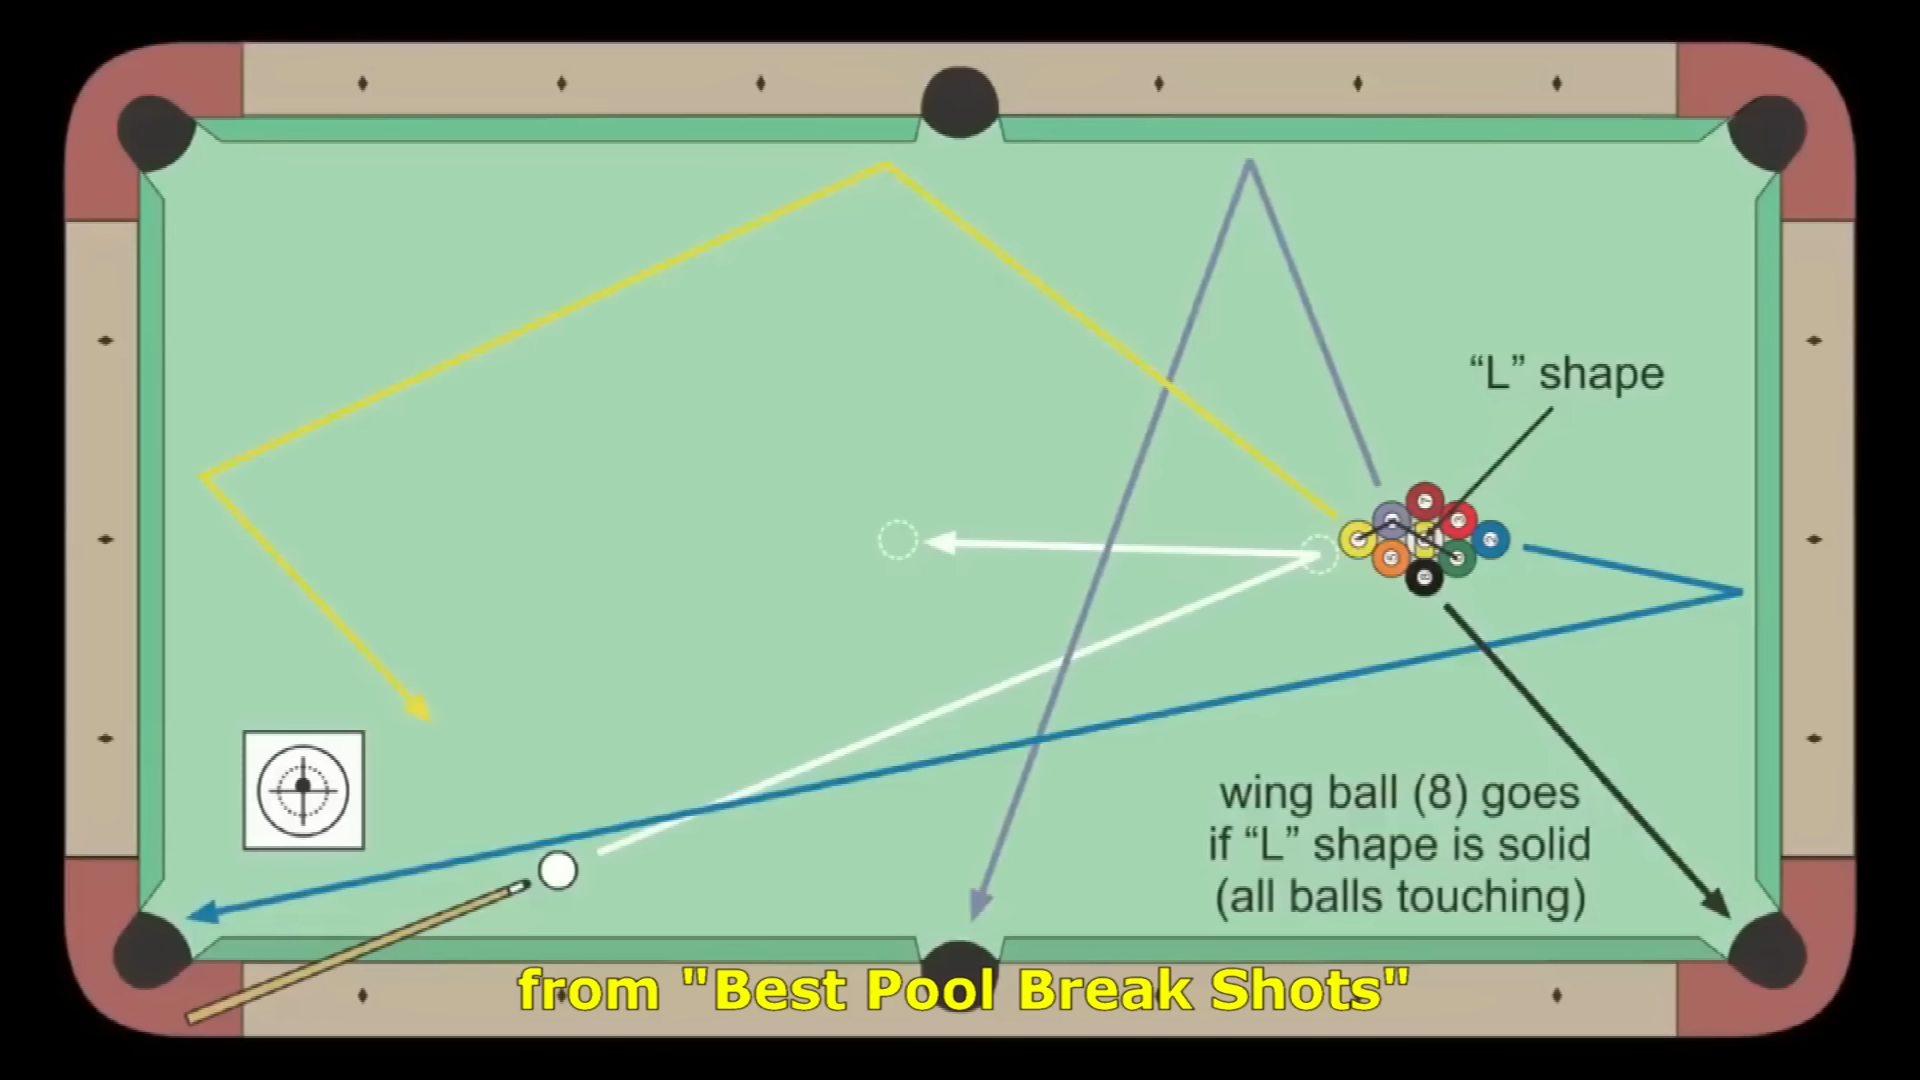 “L” shape
wing ball (8) goes
if “L” shape is solid
(all balls touching)
from "Best Pool Break Shots"